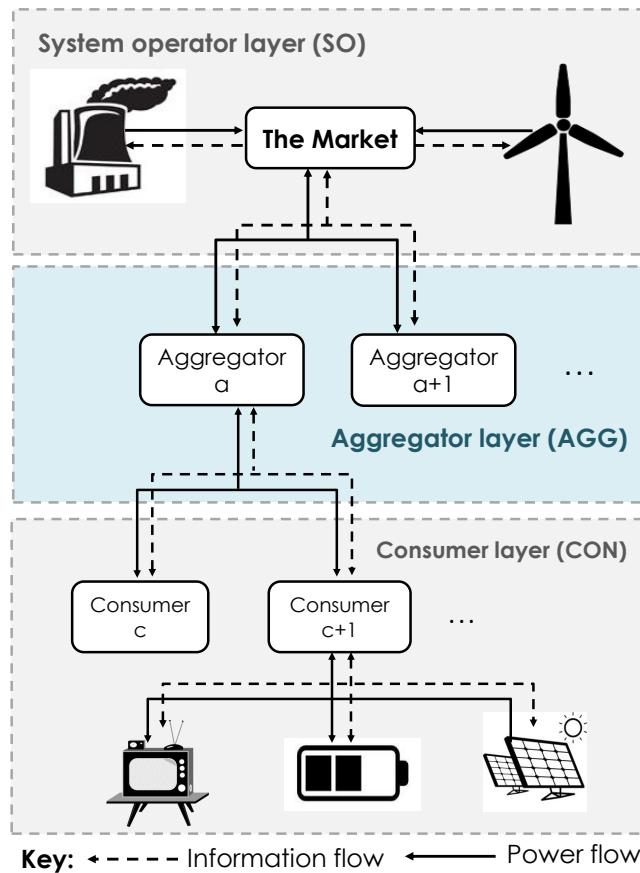 System operator layer (SO)
The Market
Aggregator
a
Aggregator
a+1
...
Aggregator layer (AGG)
Consumer layer (CON)
Consumer
c
Consumer
c+1
...
Key: Information flow Power flow